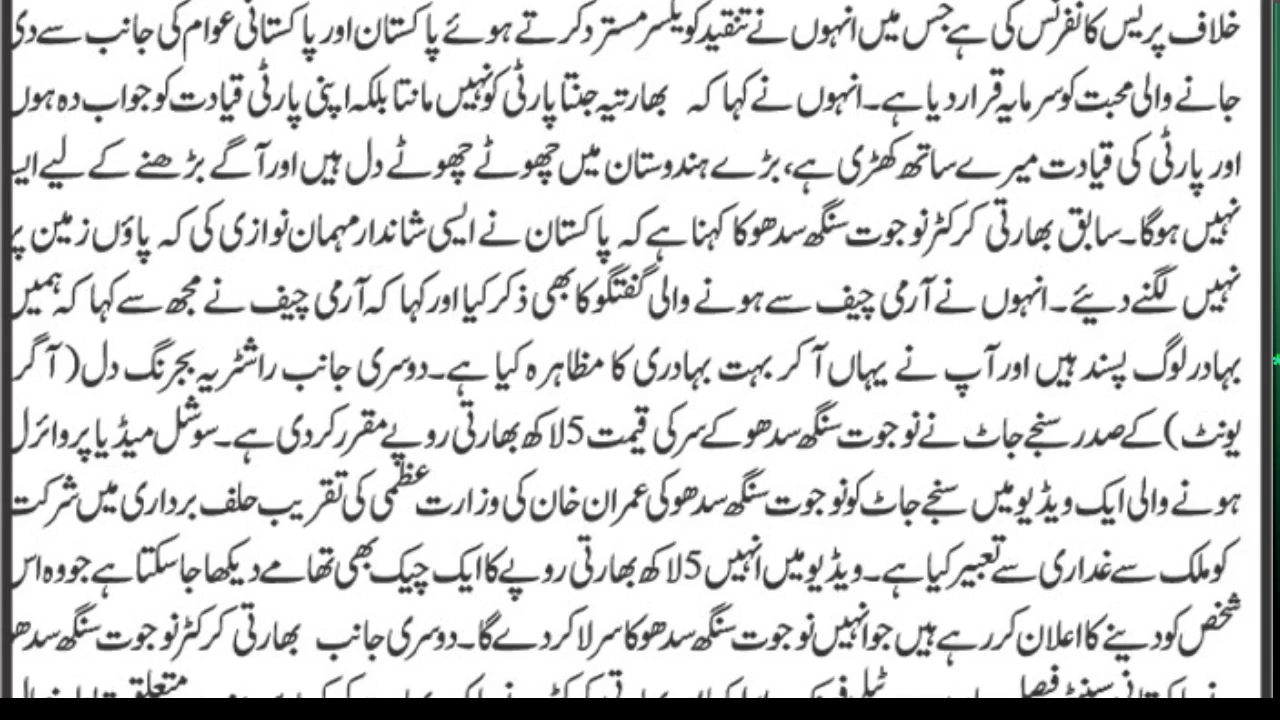 خلاف پریس کانفرنس کی ہے جس میں انہوں نے تنقید کو یکسر مسترد کرتے ہوئے پاکستان اور پاکستانی عوام کی جانب سے دی
جانے والی محبت کو سرمایہ قرار دیا ہے۔ انہوں نے کہا کہ بھارتیہ جنتا پارٹی کو نہیں مانتا بلکہ اپنی پارٹی قیادت کو جواب دہ ہوں
اور پارٹی کی قیادت میرے ساتھ کھڑی ہے، بڑے ہندوستان میں چھوٹے چھوٹے دل ہیں اور آگے بڑھنے کے لیے
نہیں ہوگا۔ سابق بھارتی کرکٹر نوجوت سنگھ سدھو کا کہنا ہے کہ پاکستان نے ایسی شاندار مہمان نوازی کی کہ پاؤں زمین پر
نہیں لگنے دیئے۔ انہوں نے آرمی چیف سے ہونے والی گفتگو کا بھی ذکر کیا اور کہا کہ آرمی چیف نے مجھ سے کہا کہ ہمیں
بہادر لوگ پسند ہیں اور آپ نے یہاں آ کر بہت بہادری کا مظاہرہ کیا ہے۔ دوسری جانب راشٹریہ بجرنگ دل (آگر
یونٹ) کے صدر سنجے جاٹ نے نوجوت سنگھ سدھو کے سر کی قیمت 5 لاکھ بھارتی روپے مقرر کر دی ہے۔ سوشل میڈیا پر وائرل
ہونے والی ایک ویڈیو میں سنجے جاٹ کو نوجوت سنگھ سدھو کی عمران خان کی وزارت عظمی کی تقریب حلف برداری میں شرکت
کو ملک سے غداری سے تعبیر کیا ہے۔ ویڈیو میں انہیں 5 لاکھ بھارتی روپے کا ایک چیک بھی تھامے دیکھا جا سکتا ہے جو وہ اس
شخص کو دینے کا اعلان کر رہے ہیں جو انہیں نوجوت سنگھ سدھو کا سر لا کر دے گا۔ دوسری جانب بھارتی کرکٹر نوجوت سنگھ سدھو